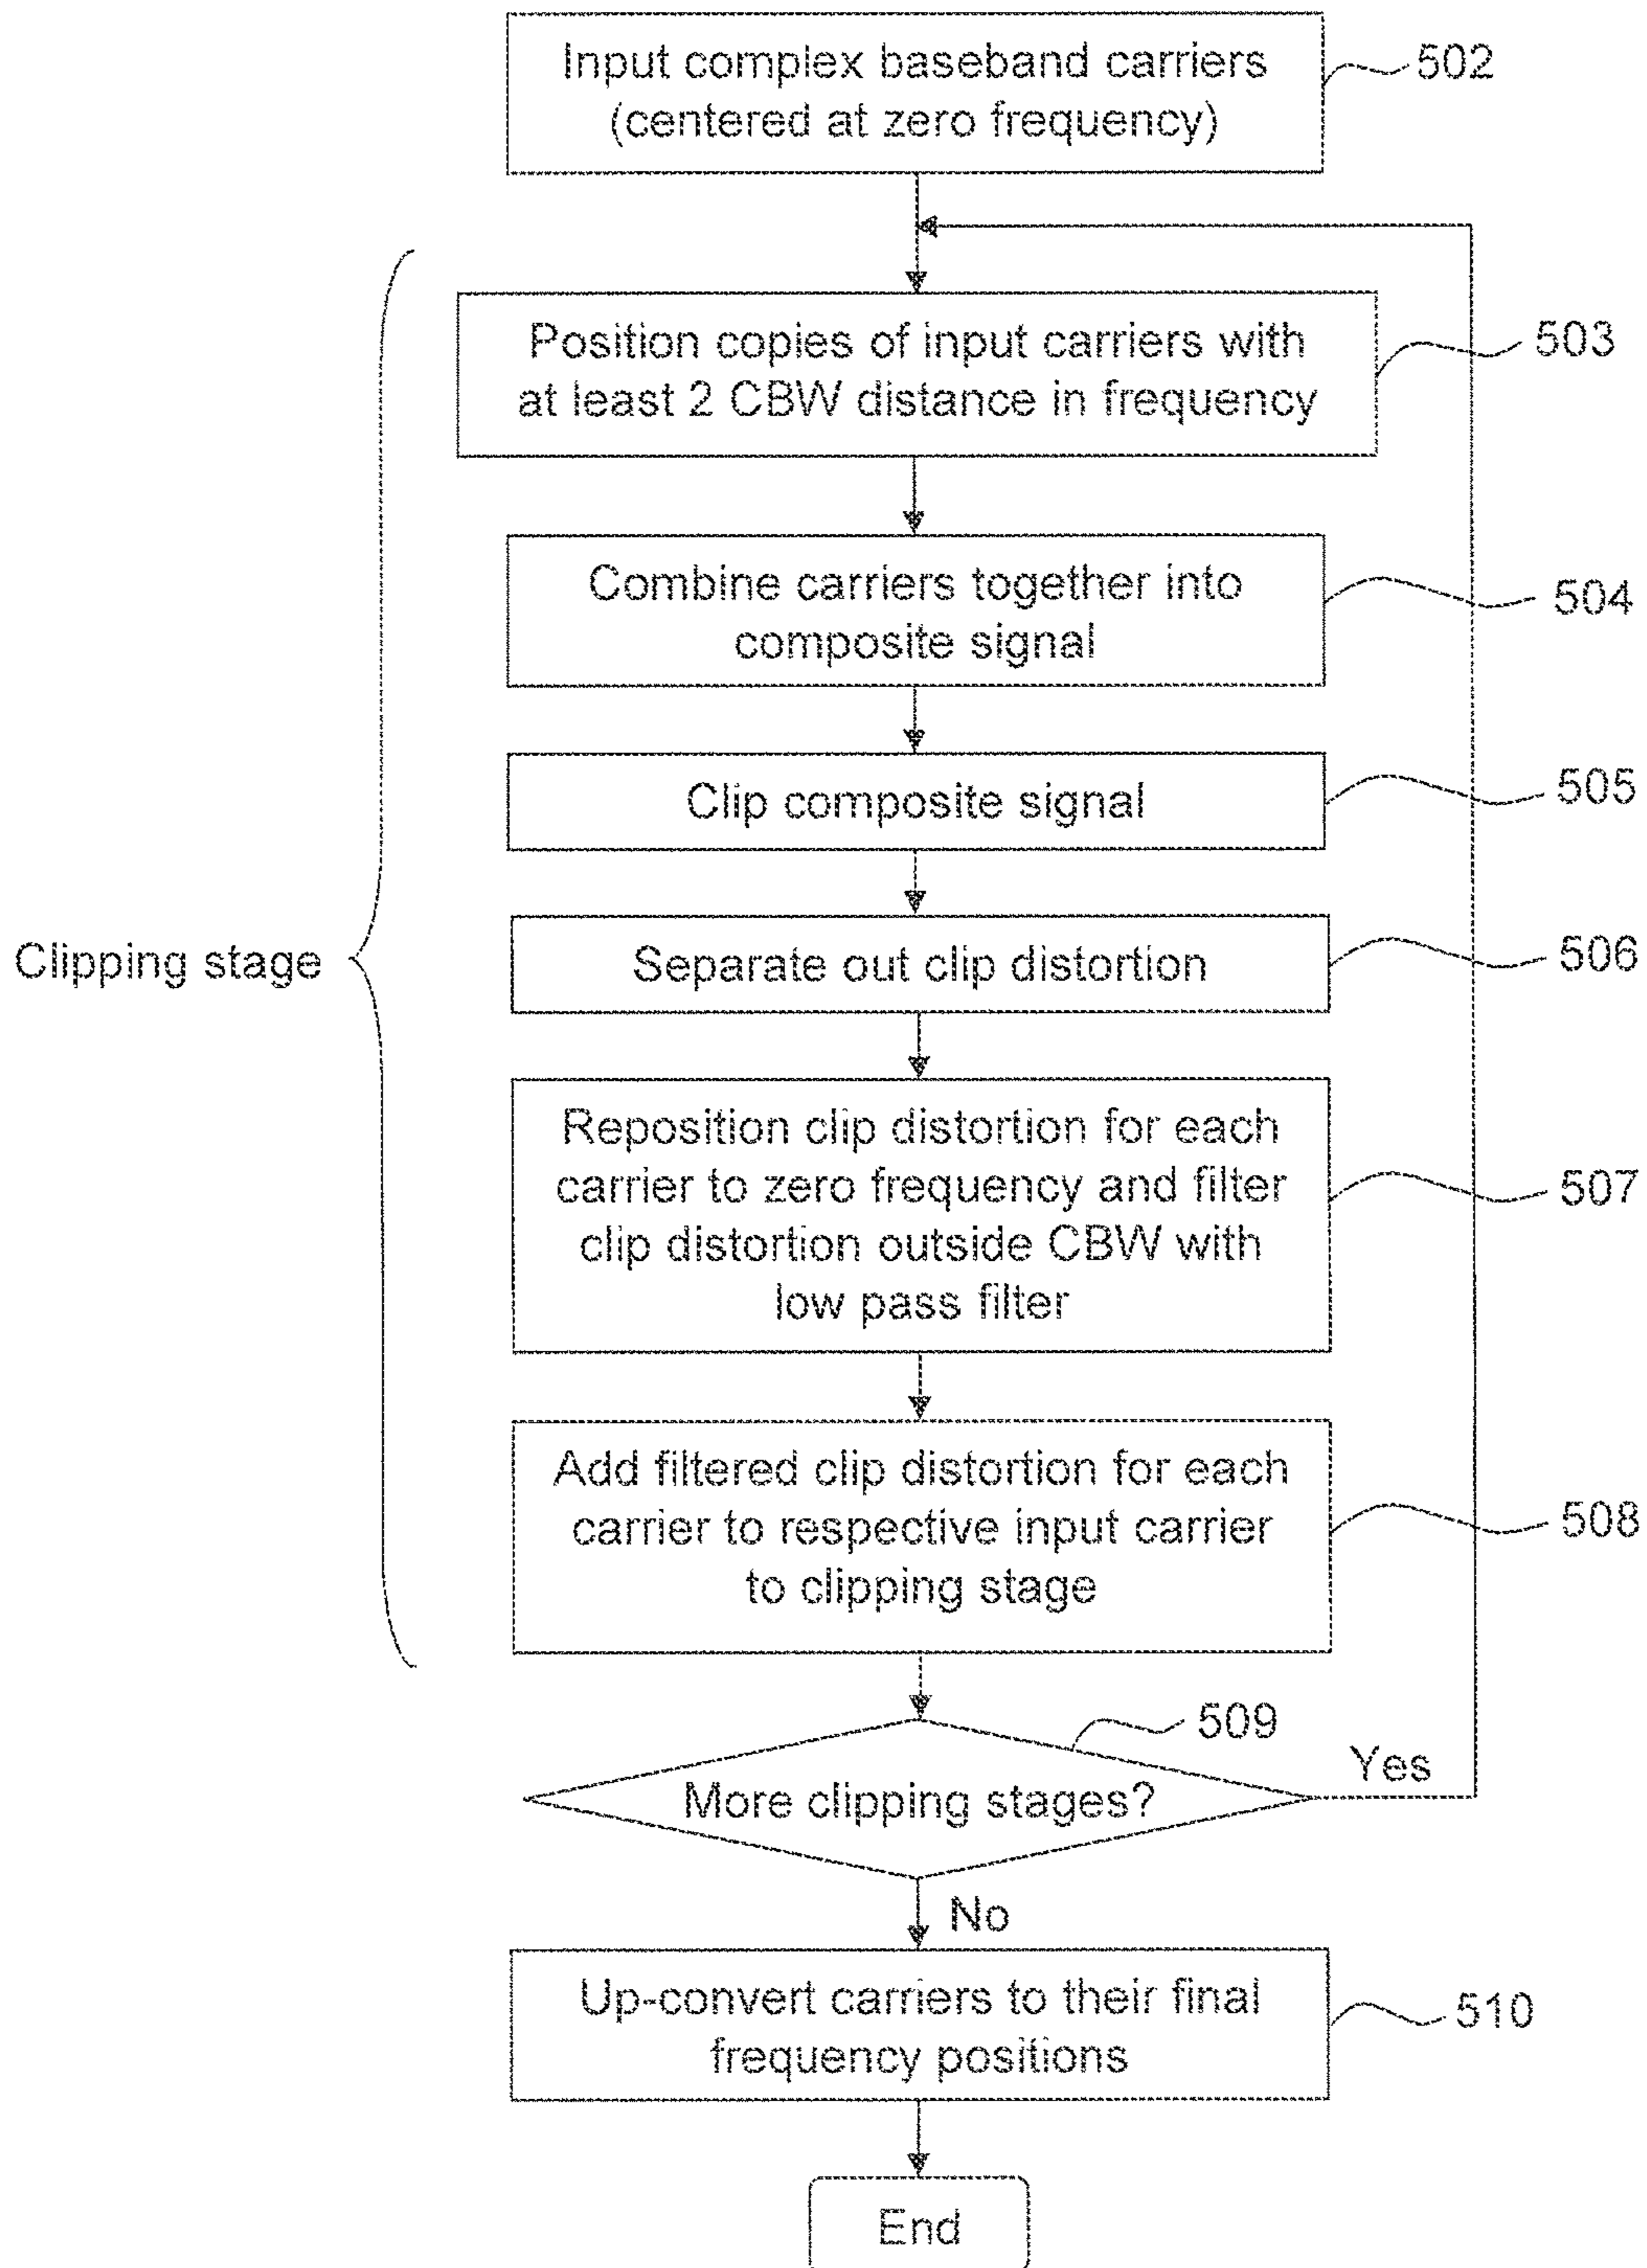 Input complex baseband carriers
(centered at zero frequency)
502
Position copies of input carriers with
at least 2 CBW distance in frequency
503
Combine carriers together into
composite signal
504
Clip composite signal
505
Separate out clip distortion
506
Clipping stage
Reposition clip distortion for each
carrier to zero frequency and filter
clip distortion outside CBW with
low pass filter
507
Add filtered clip distortion for each
carrier to respective input carrier
to clipping stage
508
509
More clipping stages?
Yes
No
Up-convert carriers to their final
frequency positions
510
End